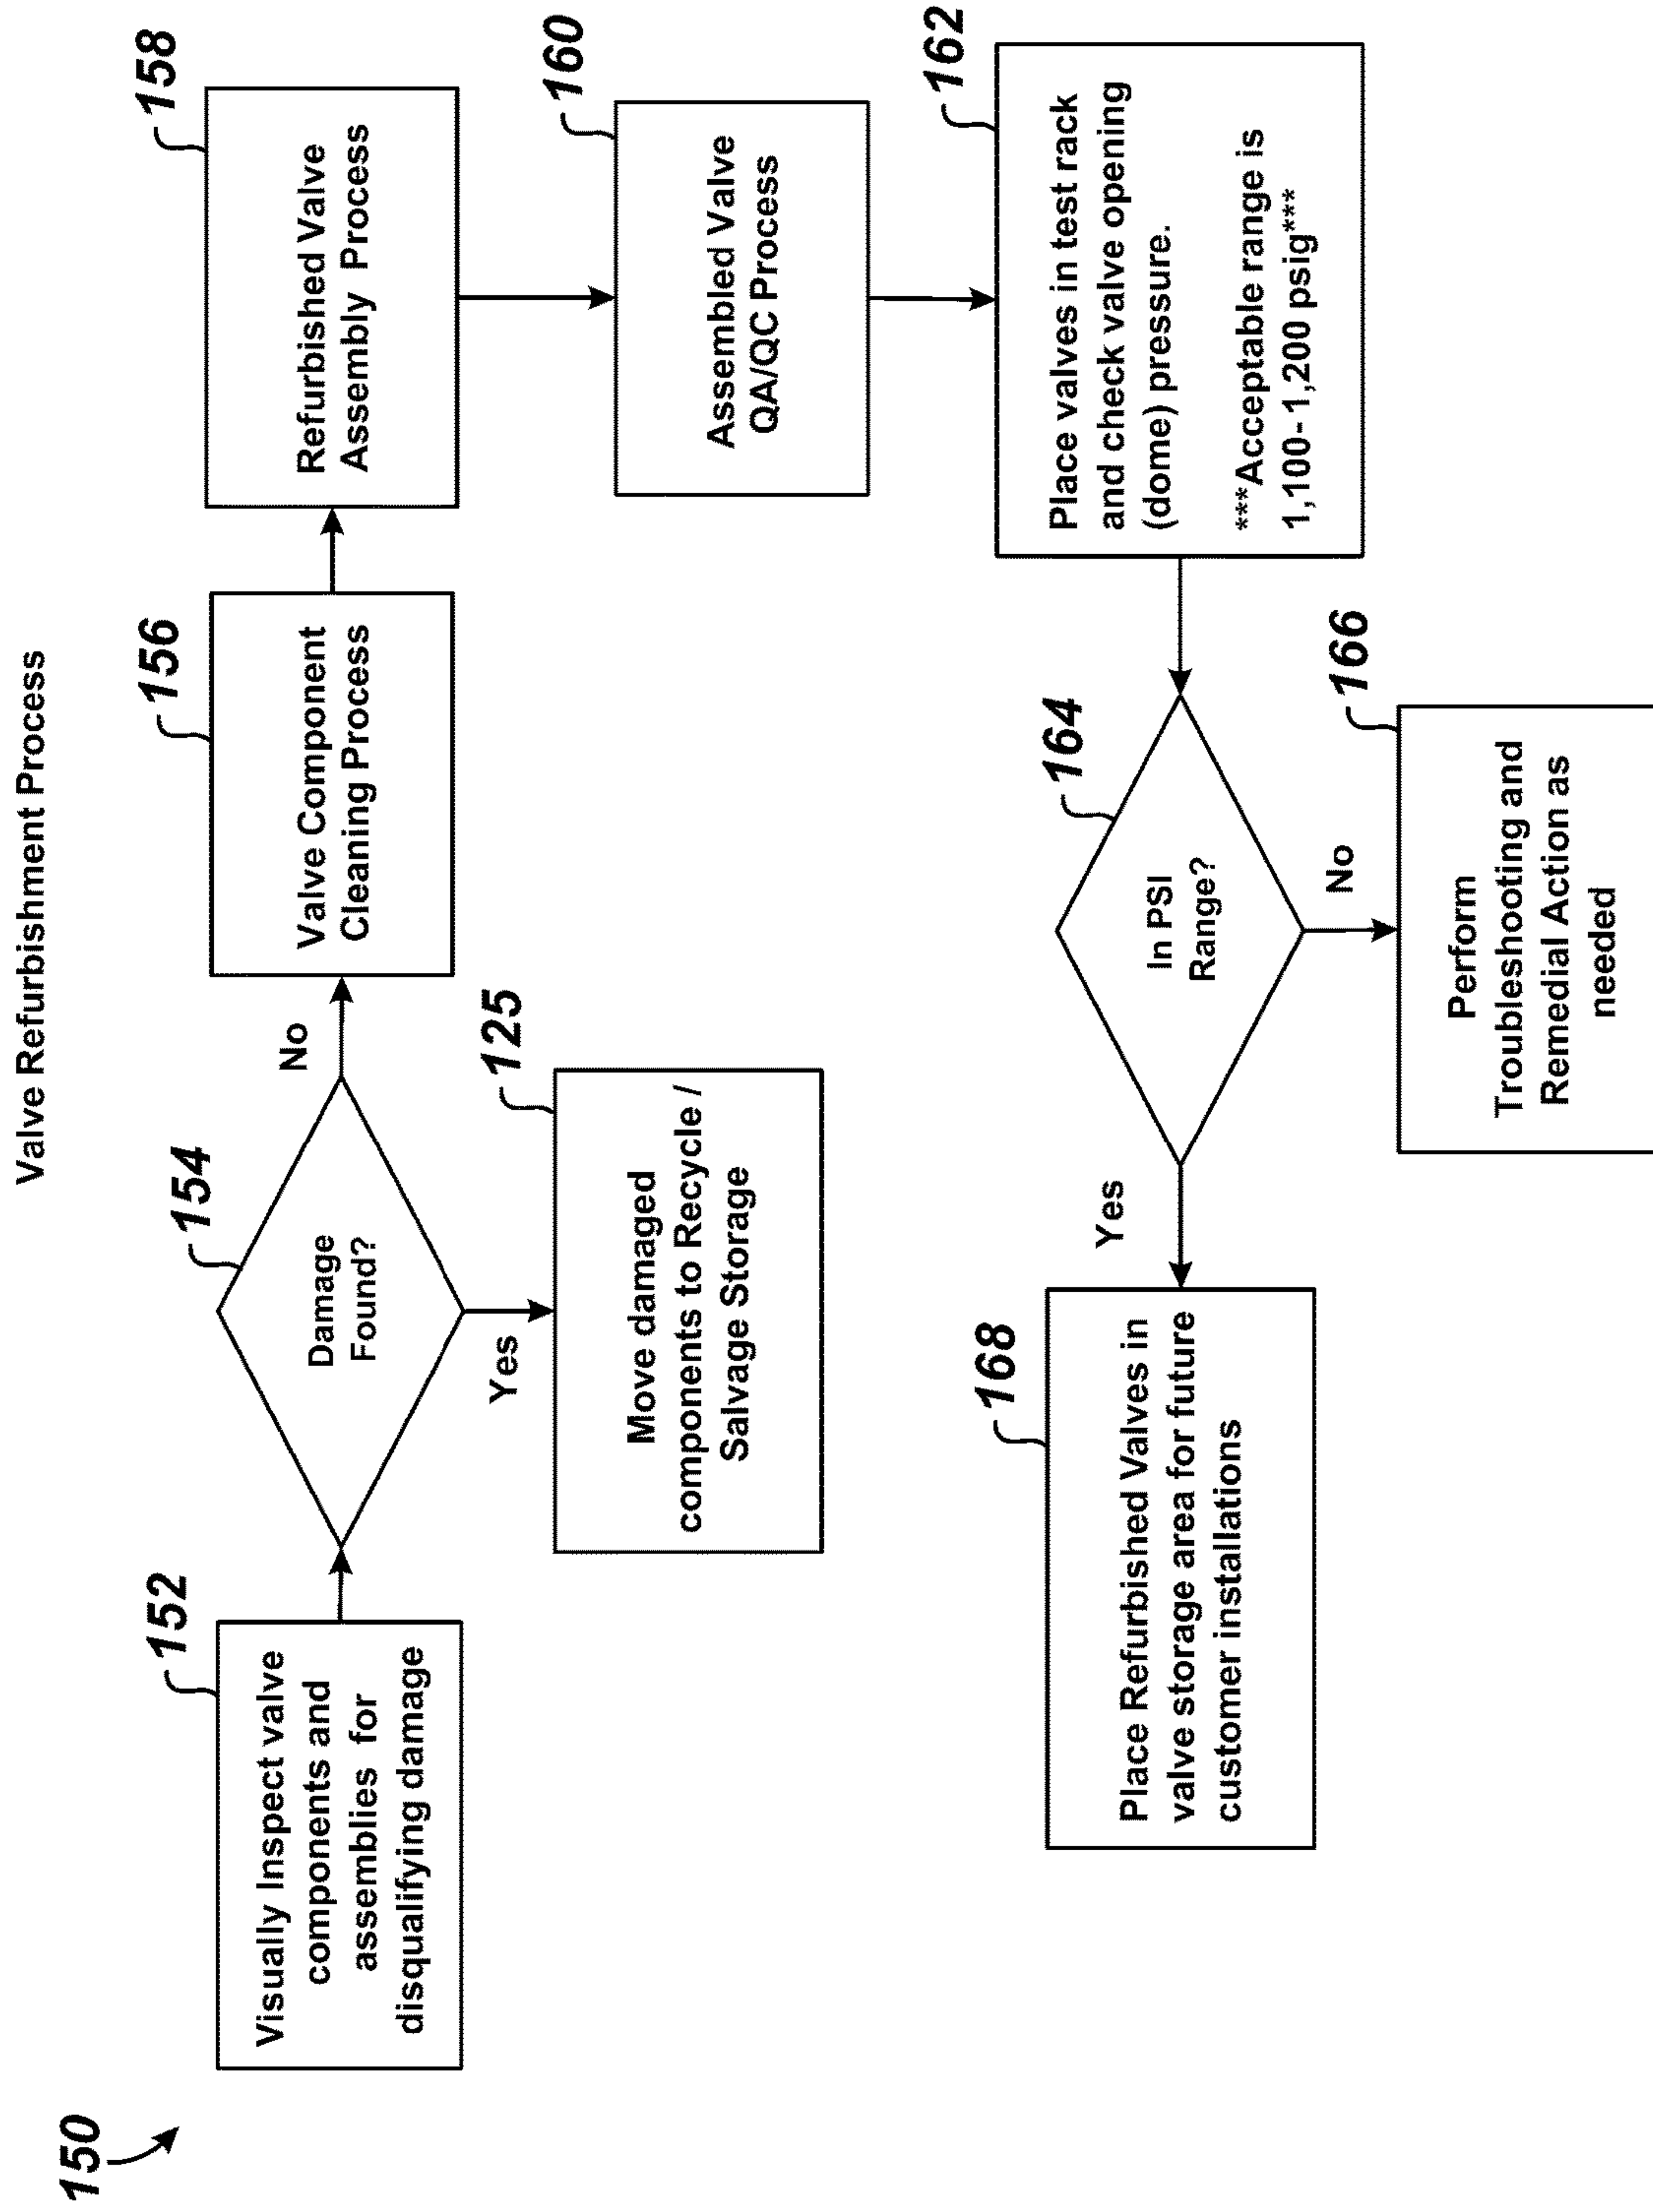 Valve Refurbishment Process
150
152
Visually Inspect valve
components and
assemblies for
disqualifying damage
154
Damage
Found?
No
Yes
125
Move damaged
components to Recycle /
Salvage Storage
156
Valve Component
Cleaning Process
158
Refurbished Valve
Assembly Process
160
Assembled Valve
QA/QC Process
162
Place valves in test rack
and check valve opening
(dome) pressure.
***Acceptable range is
1,100-1,200 psig***
164
In PSI
Range?
No
166
Perform
Troubleshooting and
Remedial Action as
needed
Yes
168
Place Refurbished Valves in
valve storage area for future
customer installations